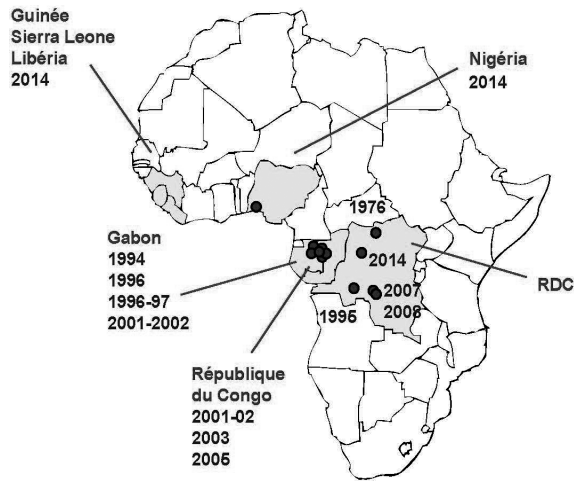 Guinée
Sierra Leone
Libéria
2014
Nigéria
2014
1976
Gabon
1994
1996
1996-97
2001-2002
2014
RDC
2007
2008
1995
République
du Congo
2001-02
2003
2005